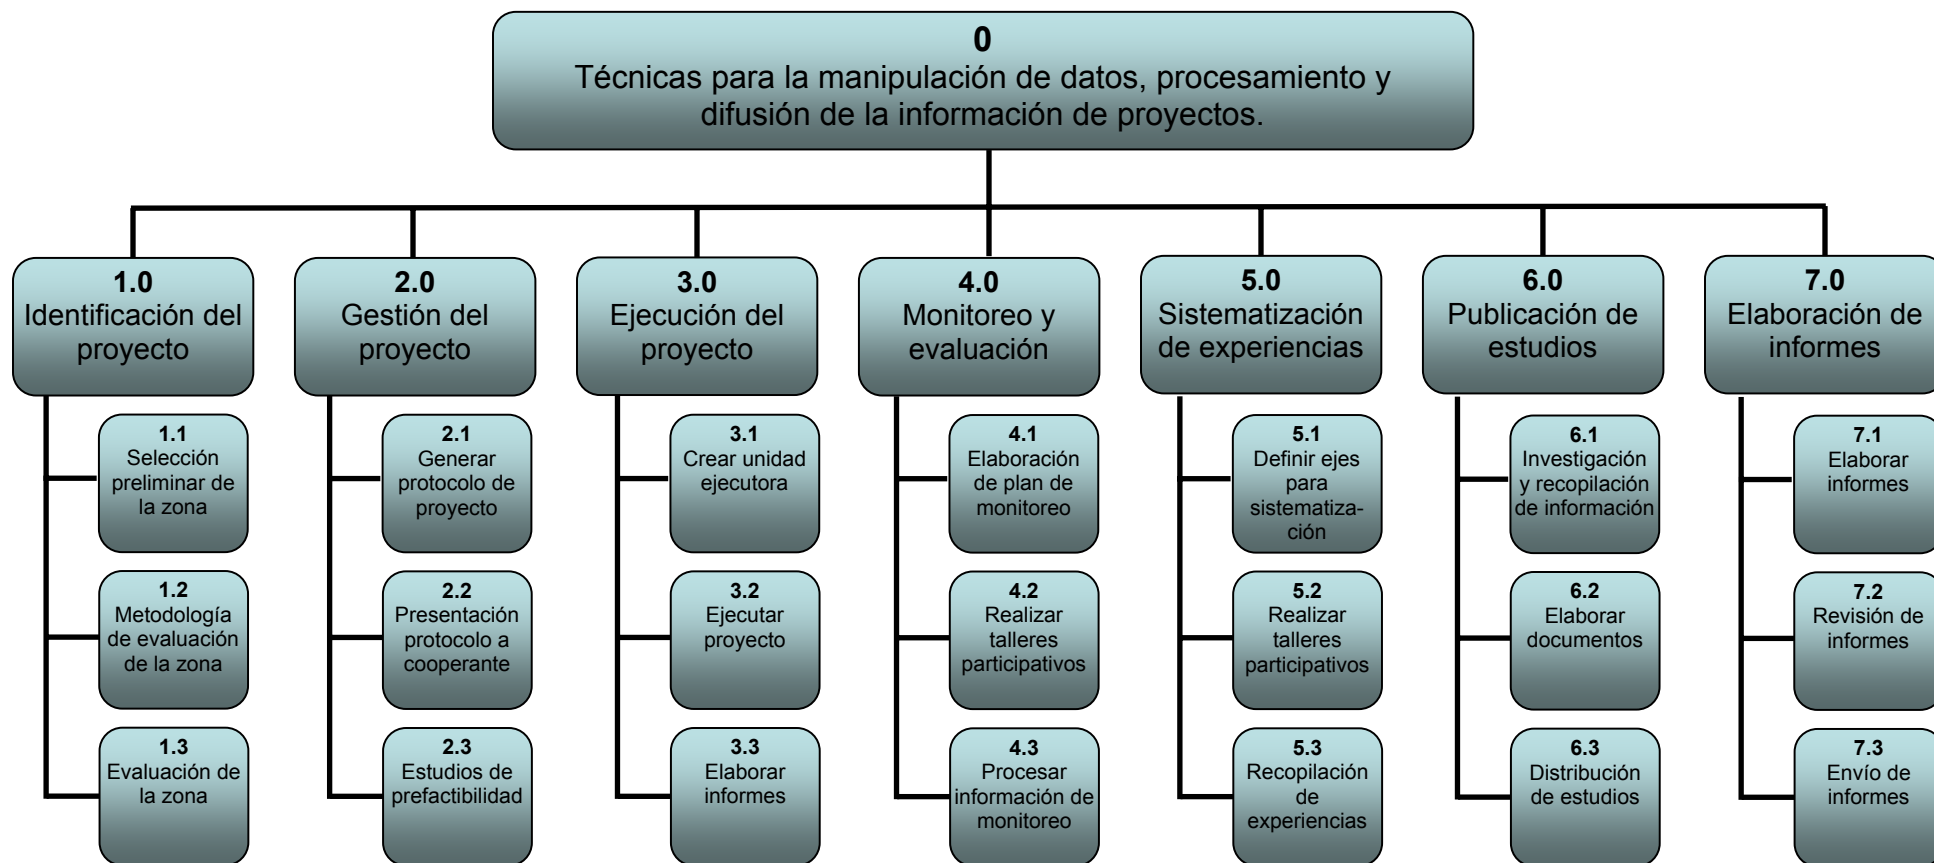 0
Técnicas para la manipulación de datos, procesamiento y
difusión de la información de proyectos.
1.0
Identificación del
proyecto
2.0
Gestión del
proyecto
3.0
Ejecución del
proyecto
4.0
Monitoreo y
evaluación
5.0
Sistematización
de experiencias
6.0
Publicación de
estudios
7.0
Elaboración de
informes
1.1
Selección
preliminar de
la zona
2.1
Generar
protocolo de
proyecto
3.1
Crear unidad
ejecutora
4.1
Elaboración
de plan de
monitoreo
5.1
Definir ejes
para
sistematiza-
ción
6.1
Investigación
y recopilación
de información
7.1
Elaborar
informes
1.2
Metodología
de evaluación
de la zona
2.2
Presentación
protocolo a
cooperante
3.2
Ejecutar
proyecto
4.2
Realizar
talleres
participativos
5.2
Realizar
talleres
participativos
6.2
Elaborar
documentos
7.2
Revisión de
informes
1.3
Evaluación de
la zona
2.3
Estudios de
prefactibilidad
3.3
Elaborar
informes
4.3
Procesar
información de
monitoreo
5.3
Recopilación
de
experiencias
6.3
Distribución
de estudios
7.3
Envío de
informes